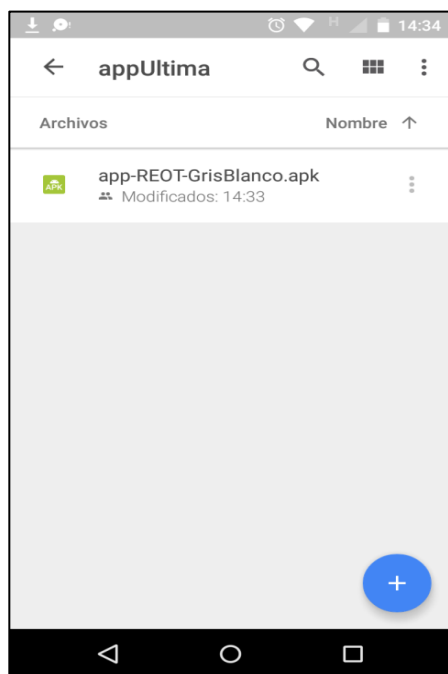 H 14:34
appUltima
Archivos Nombre
APK app-REOT-GrisBlanco.apk
Modificados: 14:33